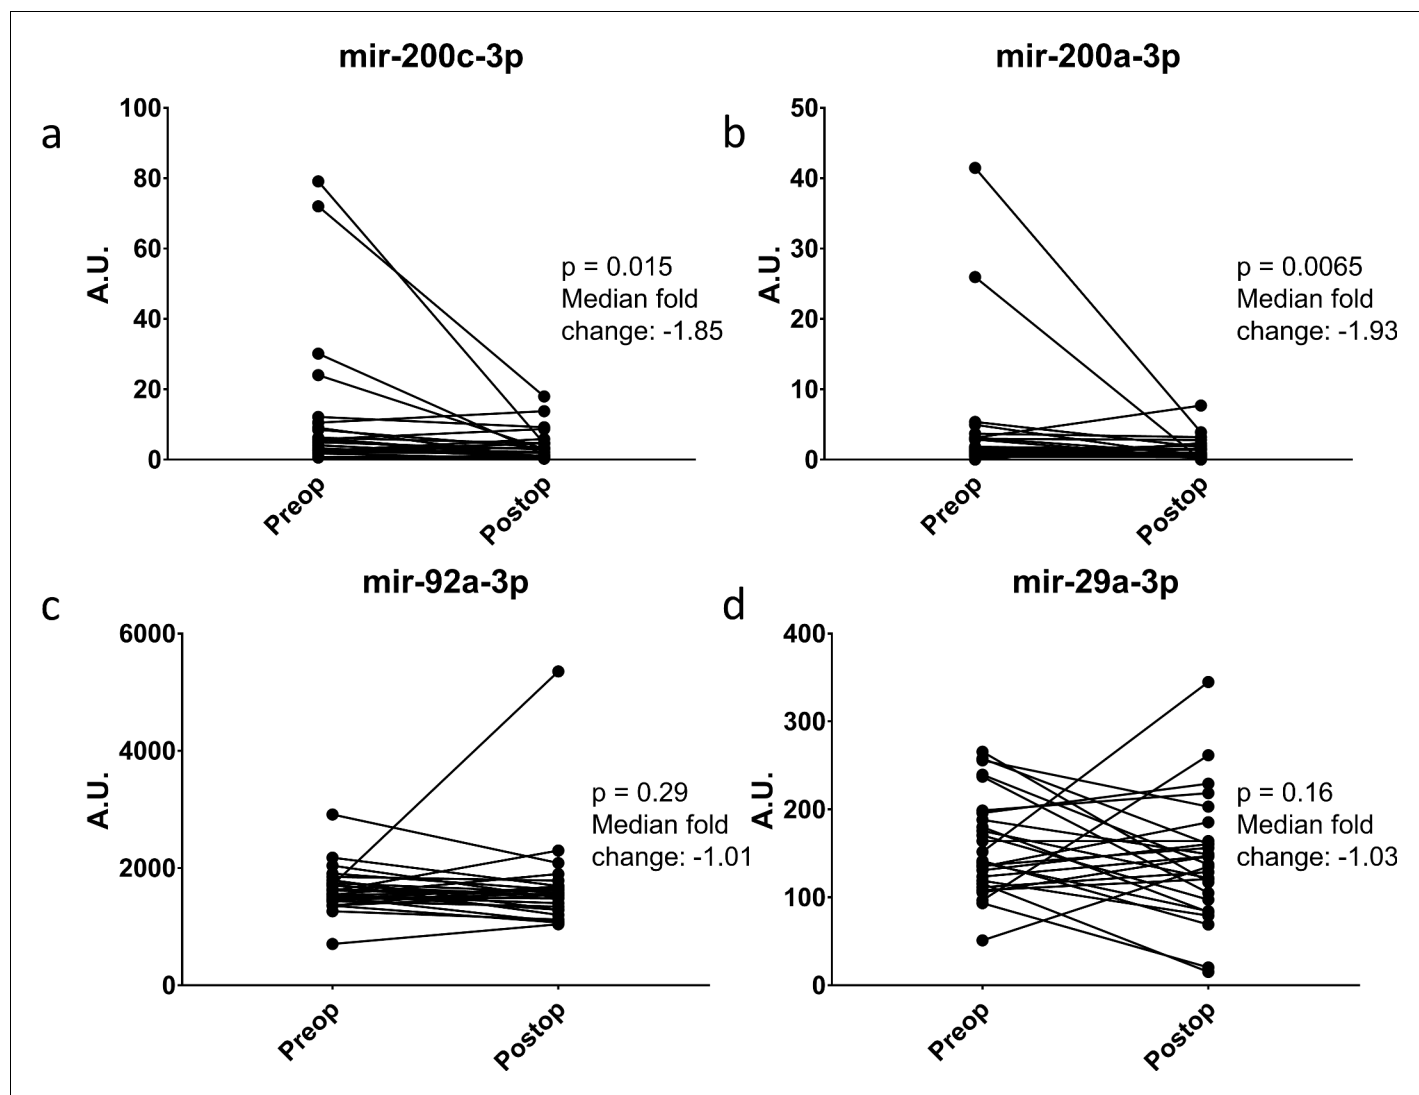 mir-200c-3p
a
100
80
60
40
20
0
A.U.
p = 0.015
Median fold
change: -1.85
Preop
Postop
mir-200a-3p
b
50
40
30
20
10
0
A.U.
p = 0.0065
Median fold
change: -1.93
Preop
Postop
mir-92a-3p
c
6000
4000
2000
0
A.U.
p = 0.29
Median fold
change: -1.01
Preop
Postop
mir-29a-3p
d
400
300
200
100
0
A.U.
p = 0.16
Median fold
change: -1.03
Preop
Postop